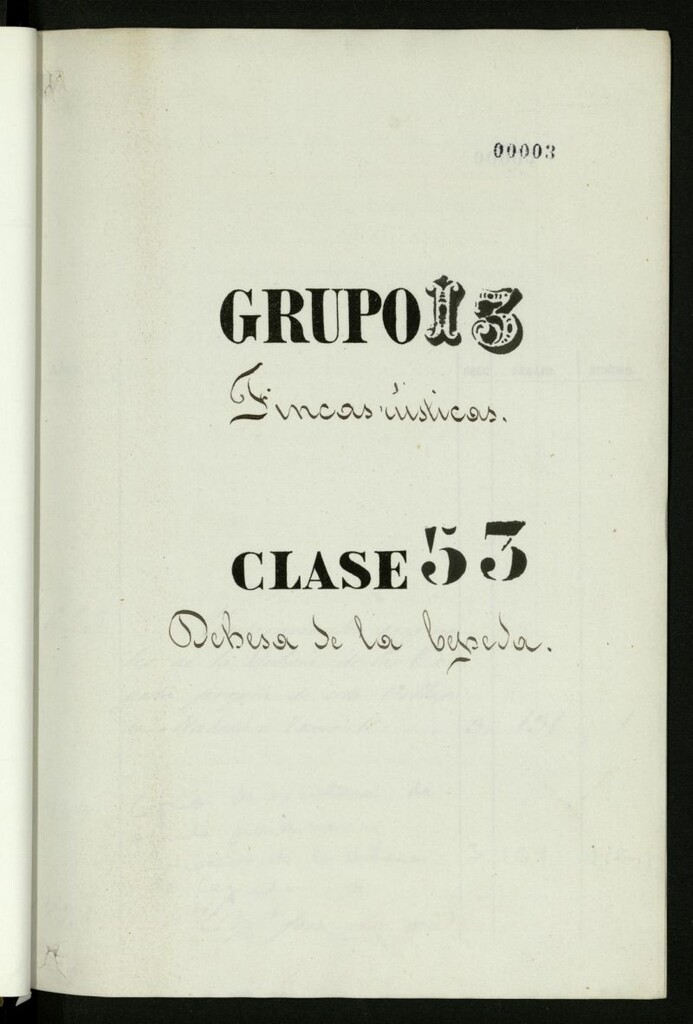 00003
GRUPO 13
Fincas rústicas.
CLASE 53
Dehesa de la Cepeda.